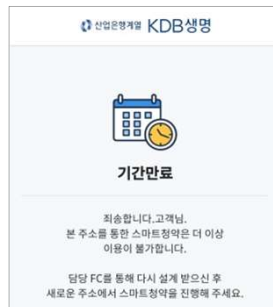 산업은행계열 KDB생명
기간만료
죄송합니다.고객님.
본 주소를 통한 스마트청약은 더 이상
이용이 불가합니다.
담당 FC를 통해 다시 설계 받으신 후
새로운 주소에서 스마트청약을 진행해 주세요.